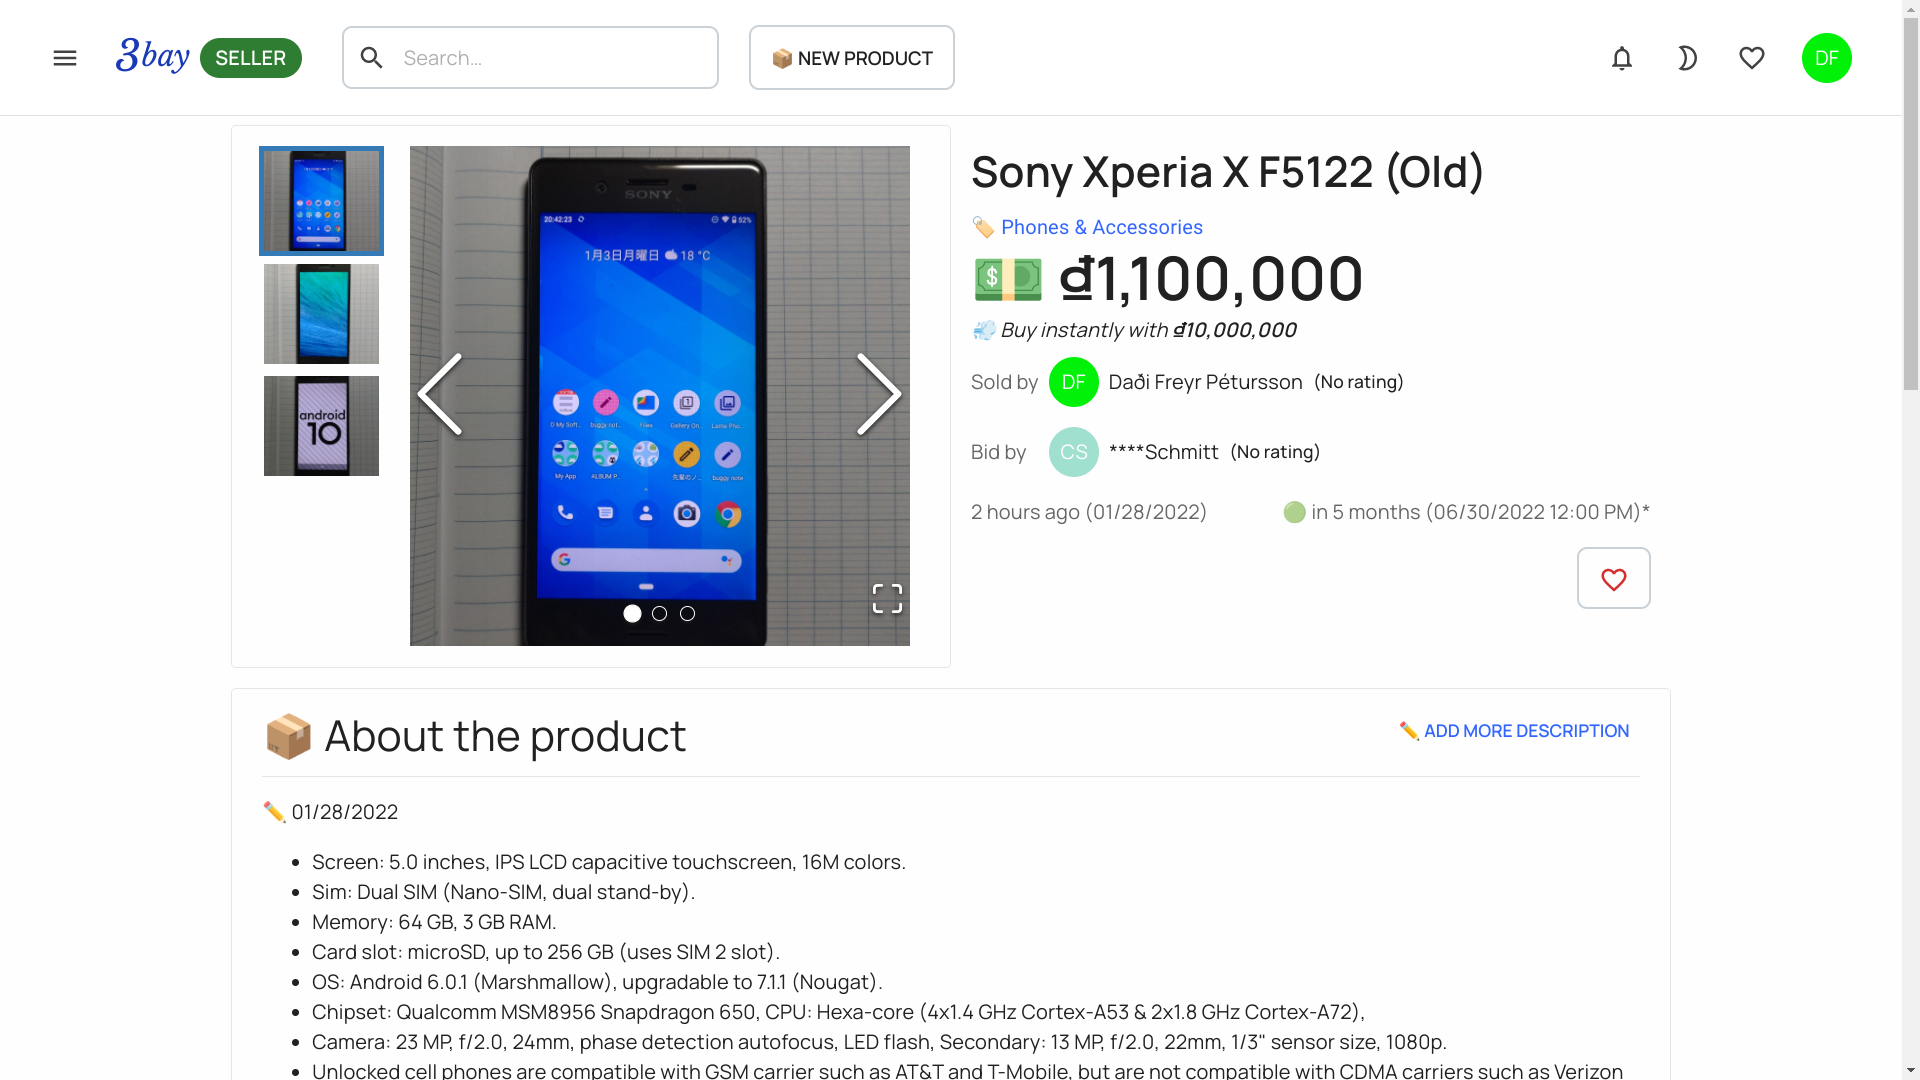 3bay SELLER
Search...
📦 NEW PRODUCT
DF
SONY
20:42:23
52%
1月3日月曜日 18 °C
android
10
Sony Xperia X F5122 (Old)
🏷️ Phones & Accessories
💵 ₫1,100,000
💨 Buy instantly with ₫10,000,000
Sold by DF Daði Freyr Pétursson (No rating)
Bid by CS ****Schmitt (No rating)
2 hours ago (01/28/2022) 🟢 in 5 months (06/30/2022 12:00 PM)*
📦 About the product
✏️ ADD MORE DESCRIPTION
✏️ 01/28/2022
• Screen: 5.0 inches, IPS LCD capacitive touchscreen, 16M colors.
• Sim: Dual SIM (Nano-SIM, dual stand-by).
• Memory: 64 GB, 3 GB RAM.
• Card slot: microSD, up to 256 GB (uses SIM 2 slot).
• OS: Android 6.0.1 (Marshmallow), upgradable to 7.1.1 (Nougat).
• Chipset: Qualcomm MSM8956 Snapdragon 650, CPU: Hexa-core (4x1.4 GHz Cortex-A53 & 2x1.8 GHz Cortex-A72),
• Camera: 23 MP, f/2.0, 24mm, phase detection autofocus, LED flash, Secondary: 13 MP, f/2.0, 22mm, 1/3" sensor size, 1080p.
• Unlocked cell phones are compatible with GSM carrier such as AT&T and T-Mobile, but are not compatible with CDMA carriers such as Verizon